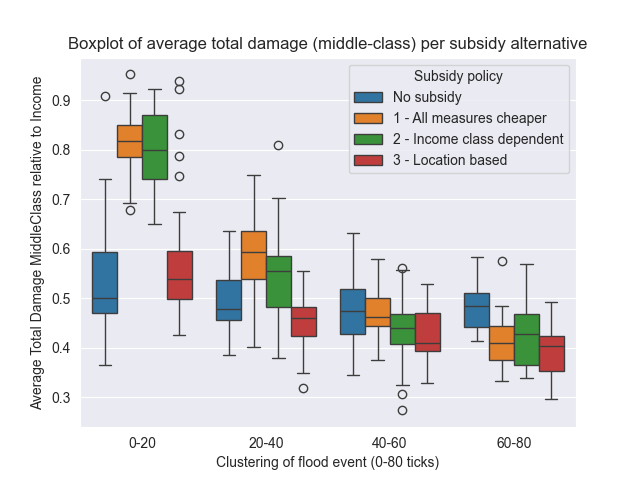 Boxplot of average total damage (middle-class) per subsidy alternative
Average Total Damage MiddleClass relative to Income
0.9
0.8
0.7
0.6
0.5
0.4
0.3
Subsidy policy
No subsidy
1 - All measures cheaper
2 - Income class dependent
3 - Location based
0-20
20-40
40-60
60-80
Clustering of flood event (0-80 ticks)